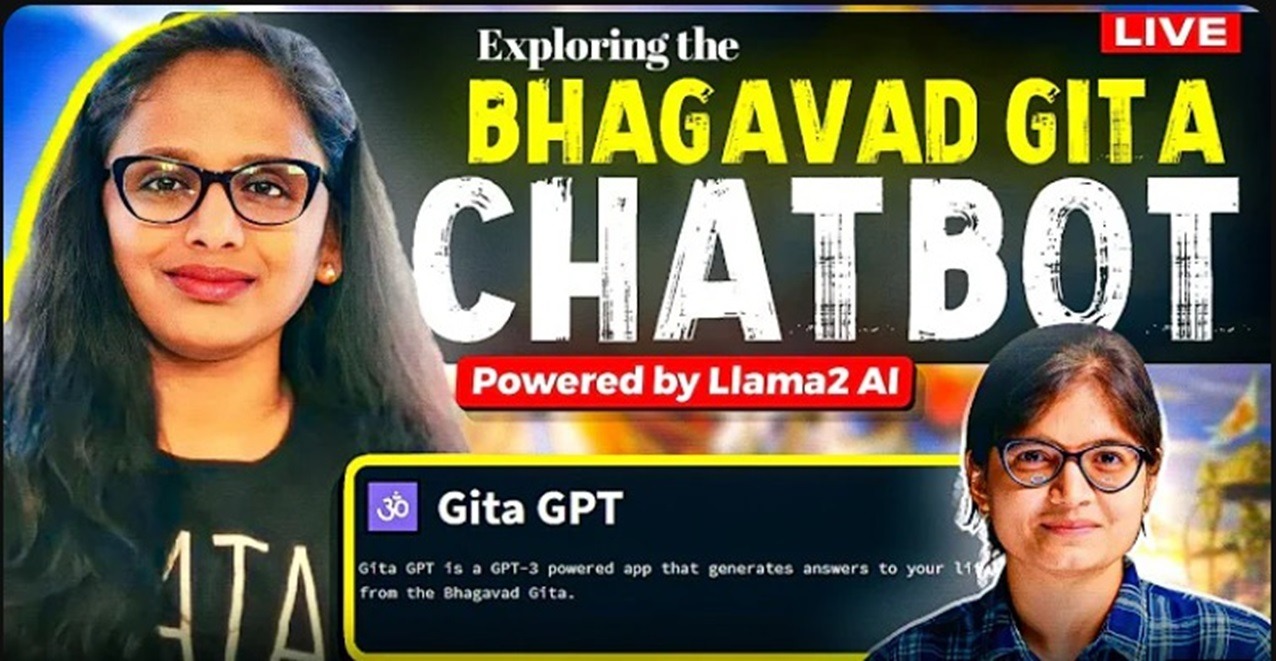 LIVE
Exploring the
BHAGAVAD GITA
CHATBOT
Powered by Llama2 AI
ॐ Gita GPT
Gita GPT is a GPT-3 powered app that generates answers to your
from the Bhagavad Gita.
ATA